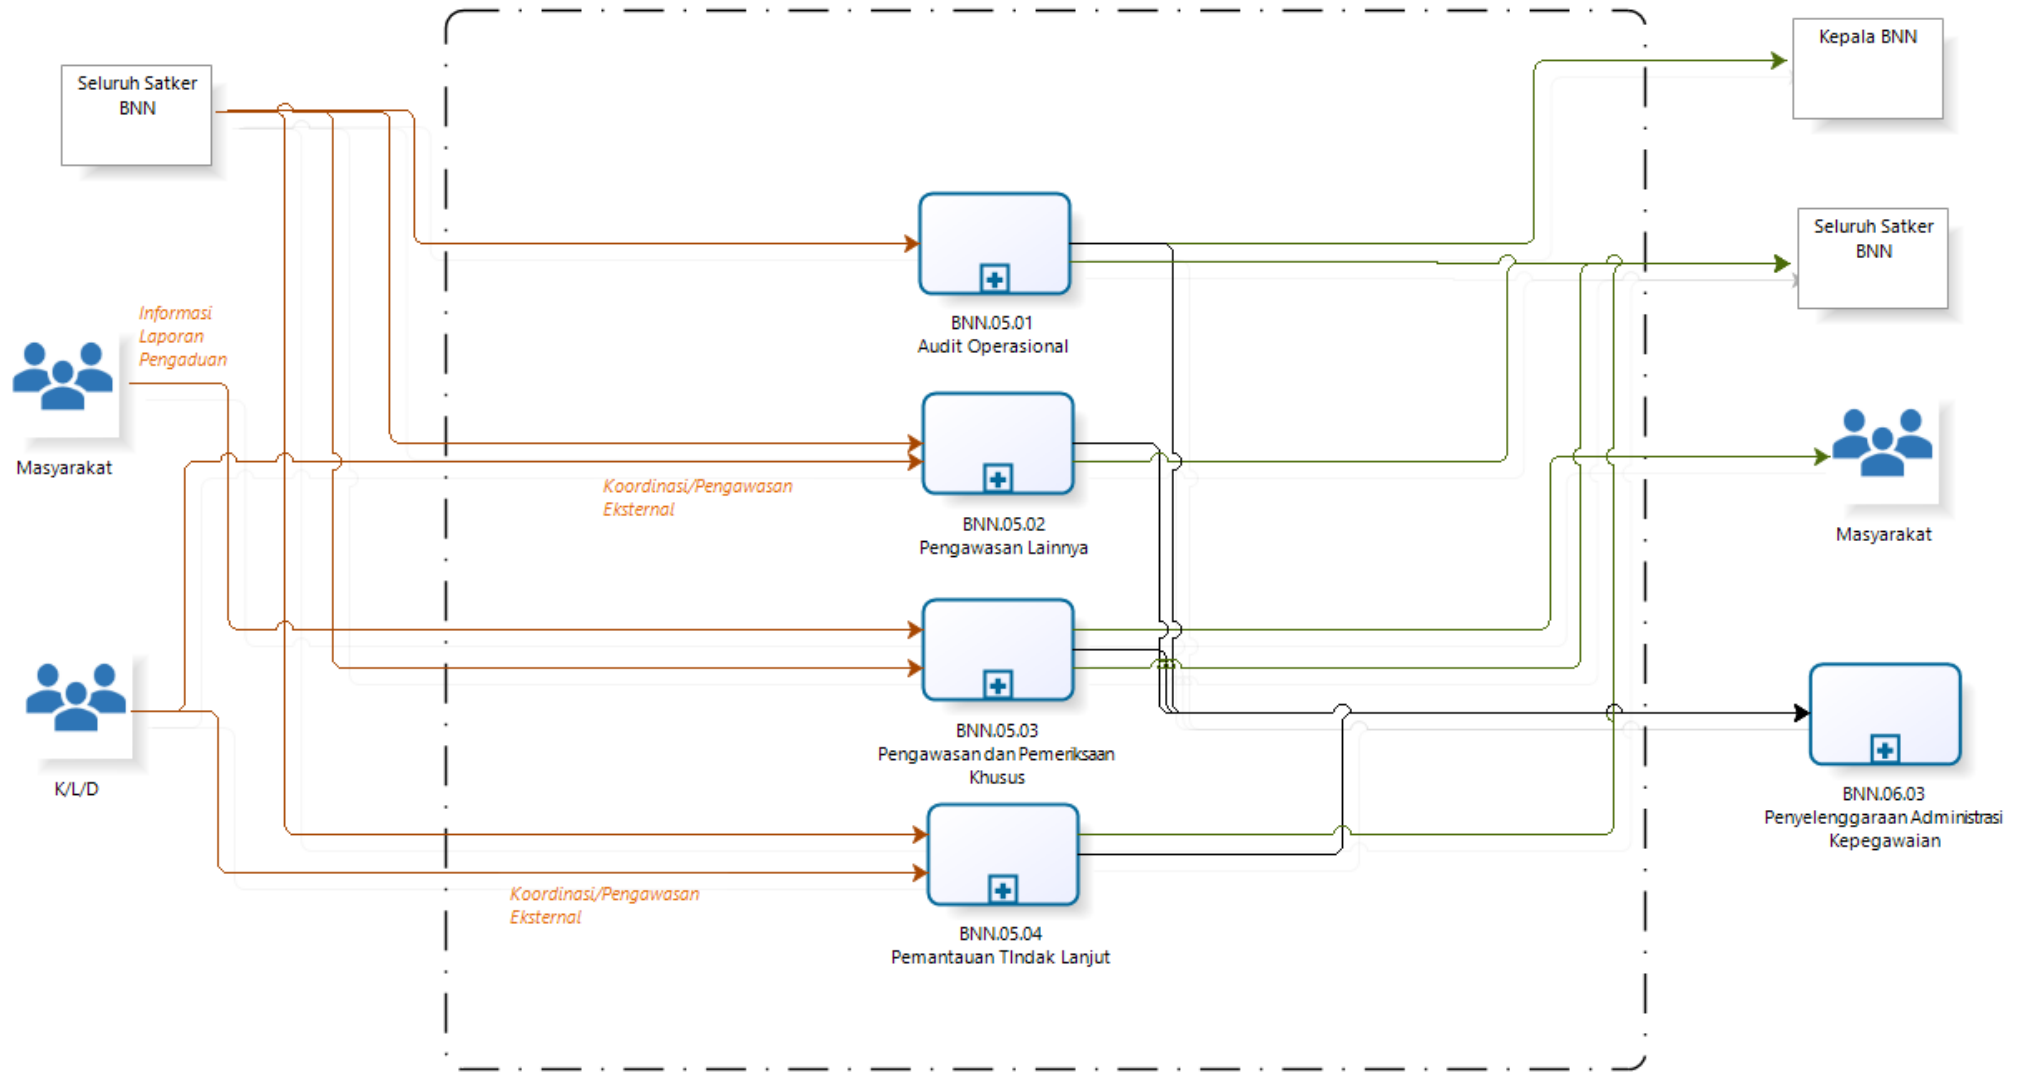 Seluruh Satker
BNN
Informasi
Laporan
Pengaduan
Masyarakat
K/L/D
Koordinasi/Pengawasan
Eksternal
Koordinasi/Pengawasan
Eksternal
BNN.05.01
Audit Operasional
BNN.05.02
Pengawasan Lainnya
BNN.05.03
Pengawasan dan Pemeriksaan
Khusus
BNN.05.04
Pemantauan TIndak Lanjut
Kepala BNN
Seluruh Satker
BNN
Masyarakat
BNN.06.03
Penyelenggaraan Administrasi
Kepegawaian